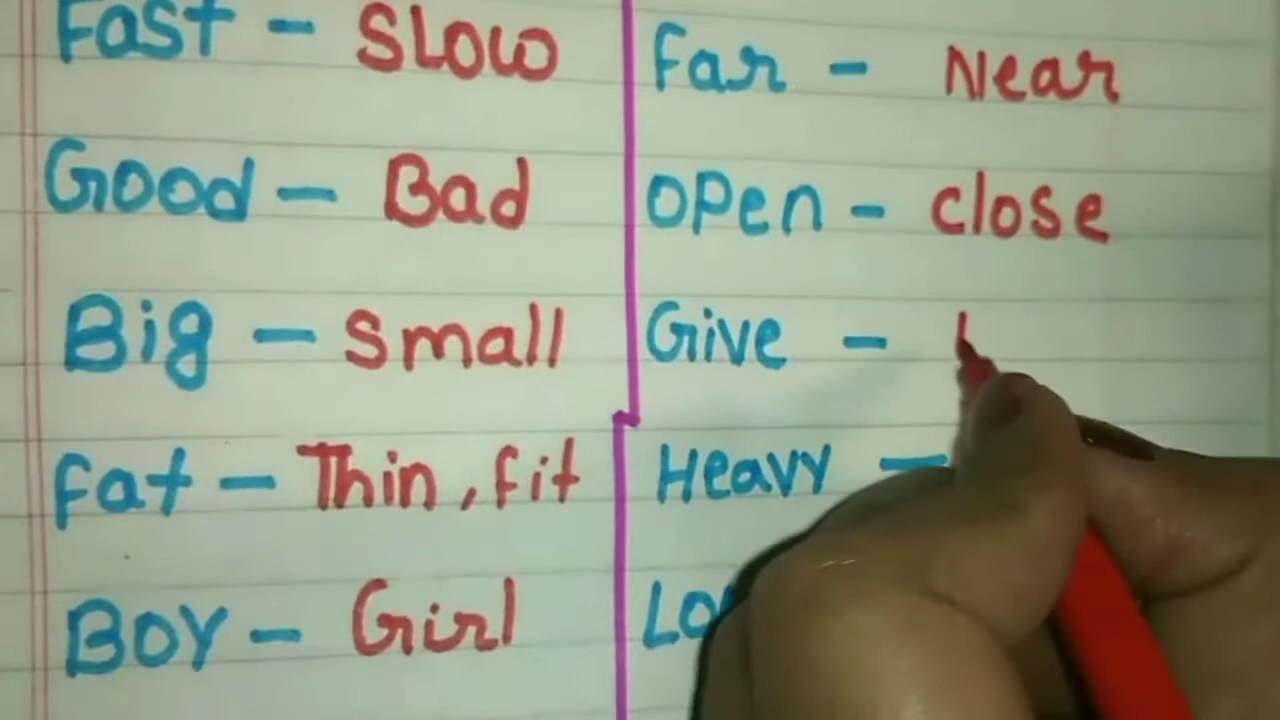 Fast - Slow
Good - Bad
Big - Small
Fat - Thin, Fit
Boy - Girl
Far - Near
Open - Close
Give -
Heavy -